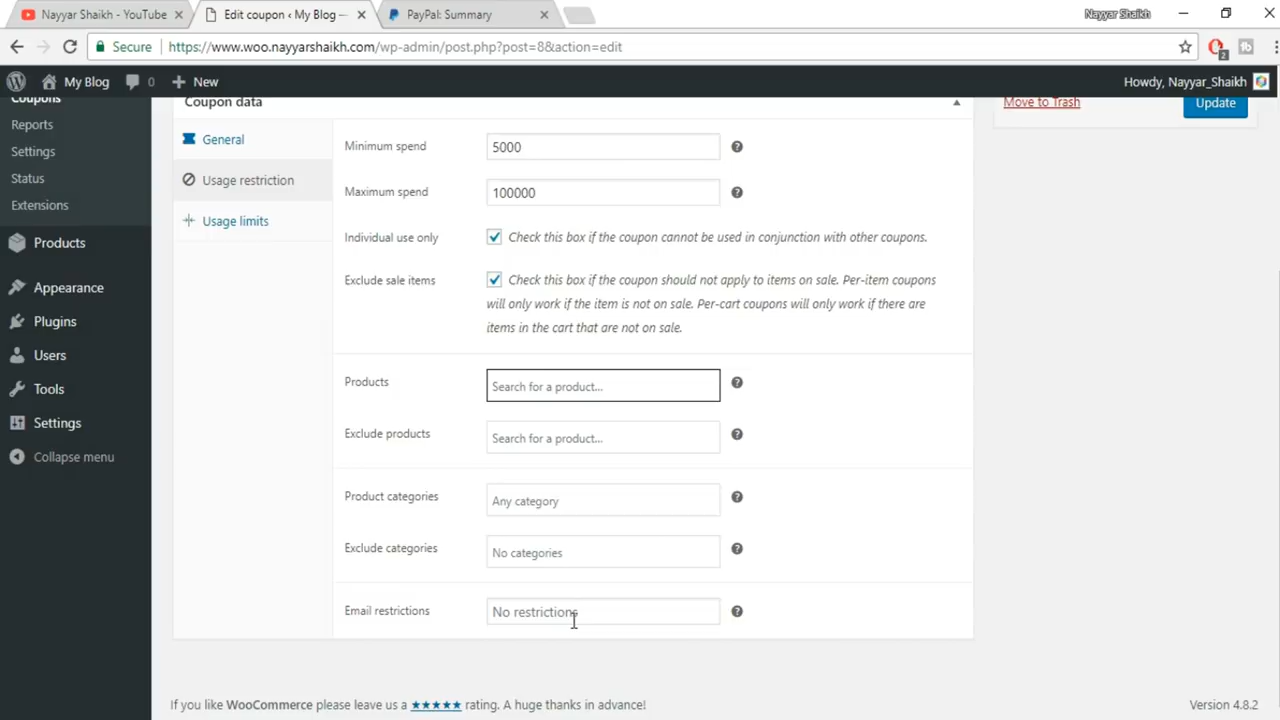 Nayyar Shaikh - YouTube
Edit coupon ‹ My Blog —
PayPal: Summary
Nayyar Shaikh
Secure
https://www.woo.nayyarshaikh.com/wp-admin/post.php?post=8&action=edit
2
My Blog
0
New
Howdy, Nayyar_Shaikh
Coupons
Reports
Settings
Status
Extensions
Products
Appearance
Plugins
Users
Tools
Settings
Collapse menu
Coupon data
Move to Trash
Update
General
Usage restriction
Usage limits
Minimum spend
5000
Maximum spend
100000
Individual use only
Check this box if the coupon cannot be used in conjunction with other coupons.
Exclude sale items
Check this box if the coupon should not apply to items on sale. Per-item coupons
will only work if the item is not on sale. Per-cart coupons will only work if there are
items in the cart that are not on sale.
Products
Search for a product...
Exclude products
Search for a product...
Product categories
Any category
Exclude categories
No categories
Email restrictions
No restrictions
If you like WooCommerce please leave us a ★★★★★ rating. A huge thanks in advance!
Version 4.8.2